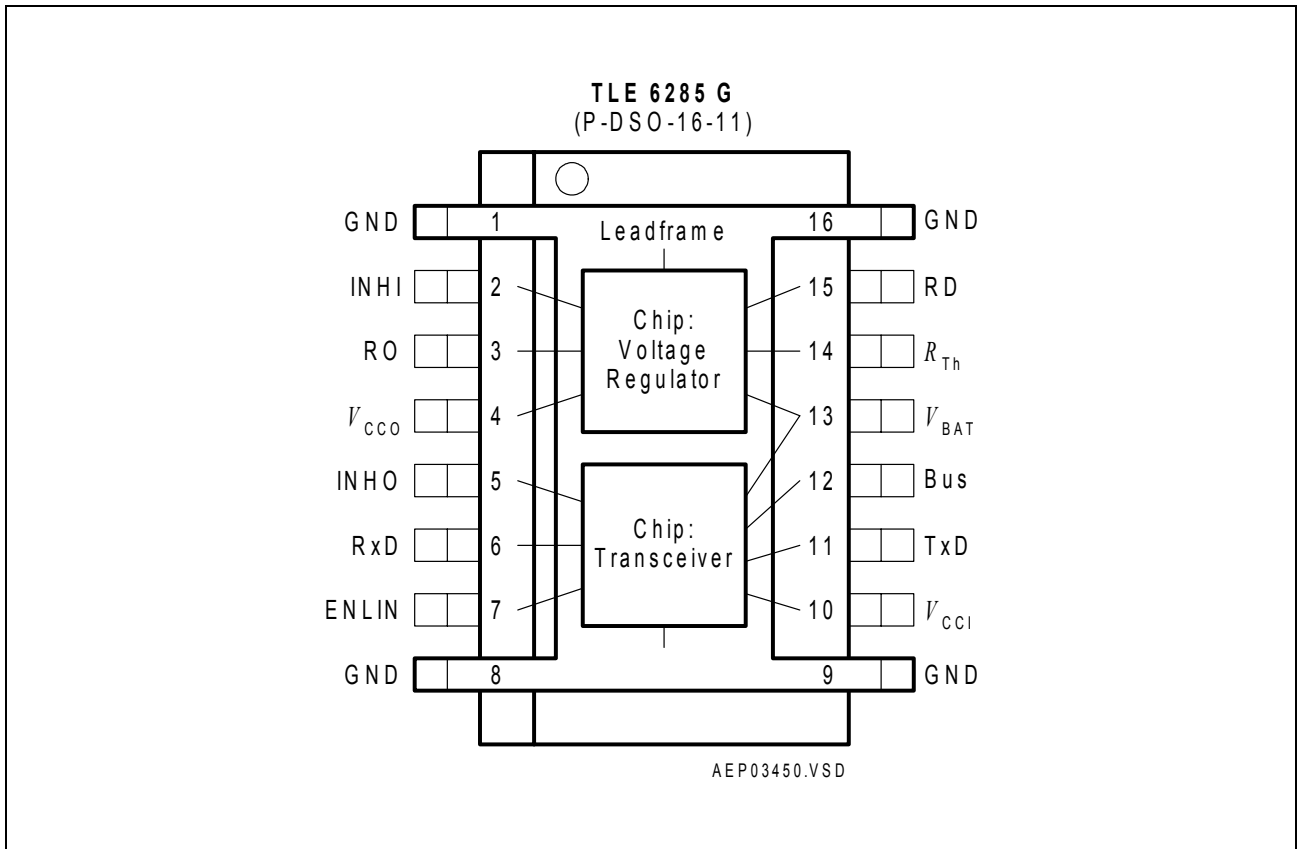 TLE 6285 G
(P-DSO-16-11)
GND 1 Leadframe 16 GND
INHI 2 15 RD
RO 3 Chip: Voltage Regulator 14 RTh
VCCO 4 13 VBAT
INHO 5 12 Bus
RxD 6 Chip: Transceiver 11 TxD
ENLIN 7 10 VCCI
GND 8 9 GND
AEP03450.VSD